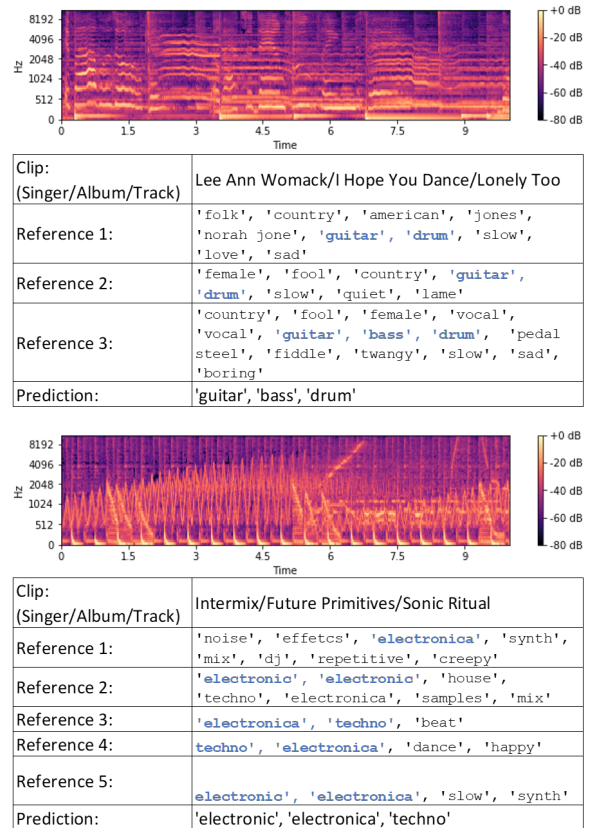 8192
4096
2048
1024
512
0
Hz
0 1.5 3 4.5 6 7.5 9
Time
+0 dB
-20 dB
-40 dB
-60 dB
-80 dB
Clip:
(Singer/Album/Track)
Lee Ann Womack/I Hope You Dance/Lonely Too
Reference 1:
'folk', 'country', 'american', 'jones',
'norah jone', 'guitar', 'drum', 'slow',
'love', 'sad'
Reference 2:
'female', 'fool', 'country', 'guitar',
'drum', 'slow', 'quiet', 'lame'
Reference 3:
'country', 'fool', 'female', 'vocal',
'vocal', 'guitar', 'bass', 'drum', 'pedal
steel', 'fiddle', 'twangy', 'slow', 'sad',
'boring'
Prediction:
'guitar', 'bass', 'drum'
8192
4096
2048
1024
512
0
Hz
0 1.5 3 4.5 6 7.5 9
Time
+0 dB
-20 dB
-40 dB
-60 dB
-80 dB
Clip:
(Singer/Album/Track)
Intermix/Future Primitives/Sonic Ritual
Reference 1:
'noise', 'effetcs', 'electronica', 'synth',
'mix', 'dj', 'repetitive', 'creepy'
Reference 2:
'electronic', 'electronic', 'house',
'techno', 'electronica', 'samples', 'mix'
Reference 3:
'electronica', 'techno', 'beat'
Reference 4:
techno', 'electronica', 'dance', 'happy'
Reference 5:
electronic', 'electronica', 'slow', 'synth'
Prediction:
'electronic', 'electronica', 'techno'